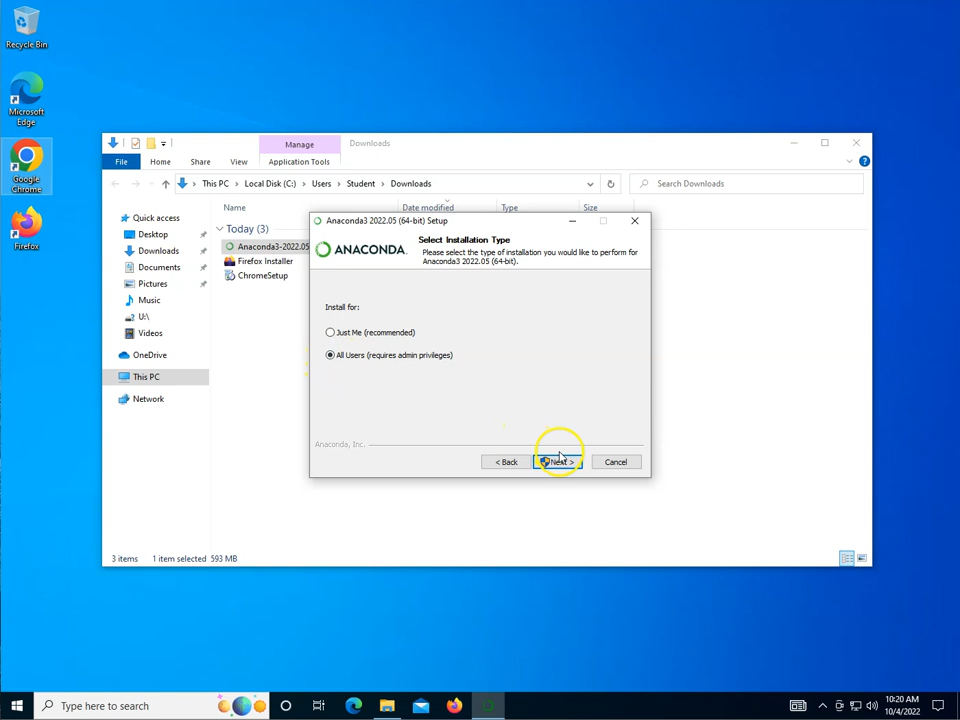 Recycle Bin
Microsoft
Edge
Google
Chrome
Firefox
Manage
Downloads
File
Home
Share
View
Application Tools
This PC
Local Disk (C:)
Users
Student
Downloads
Search Downloads
Name
Date modified
Type
Size
Quick access
Desktop
Downloads
Documents
Pictures
Music
U:\
Videos
OneDrive
This PC
Network
Today (3)
Anaconda3-2022.05
Firefox Installer
ChromeSetup
Anaconda3 2022.05 (64-bit) Setup
ANACONDA.
Select Installation Type
Please select the type of installation you would like to perform for
Anaconda3 2022.05 (64-bit).
Install for:
Just Me (recommended)
All Users (requires admin privileges)
Anaconda, Inc.
< Back
Next >
Cancel
3 items
1 item selected 593 MB
Type here to search
10:20 AM
10/4/2022